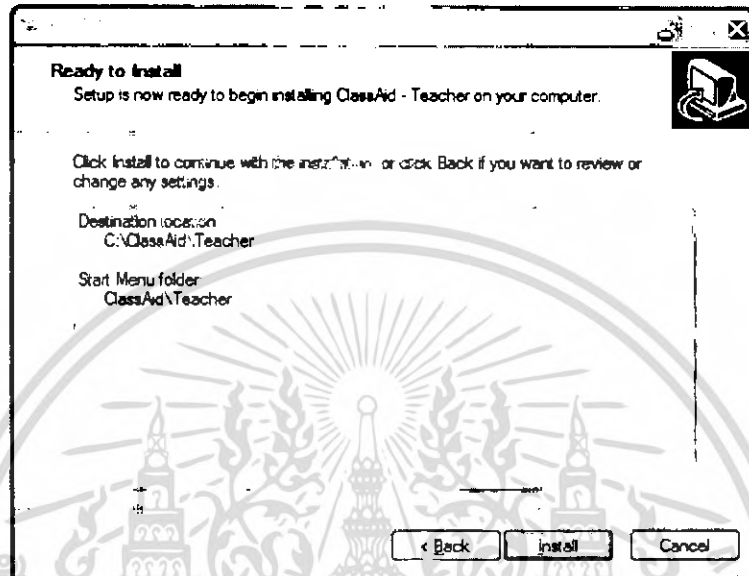 Ready to Install
Setup is now ready to begin installing ClassAid - Teacher on your computer.
Click Install to continue with the installation or click Back if you want to review or
change any settings.
Destination location
C:\ClassAid\Teacher
Start Menu folder
ClassAid\Teacher
< Back
Install
Cancel